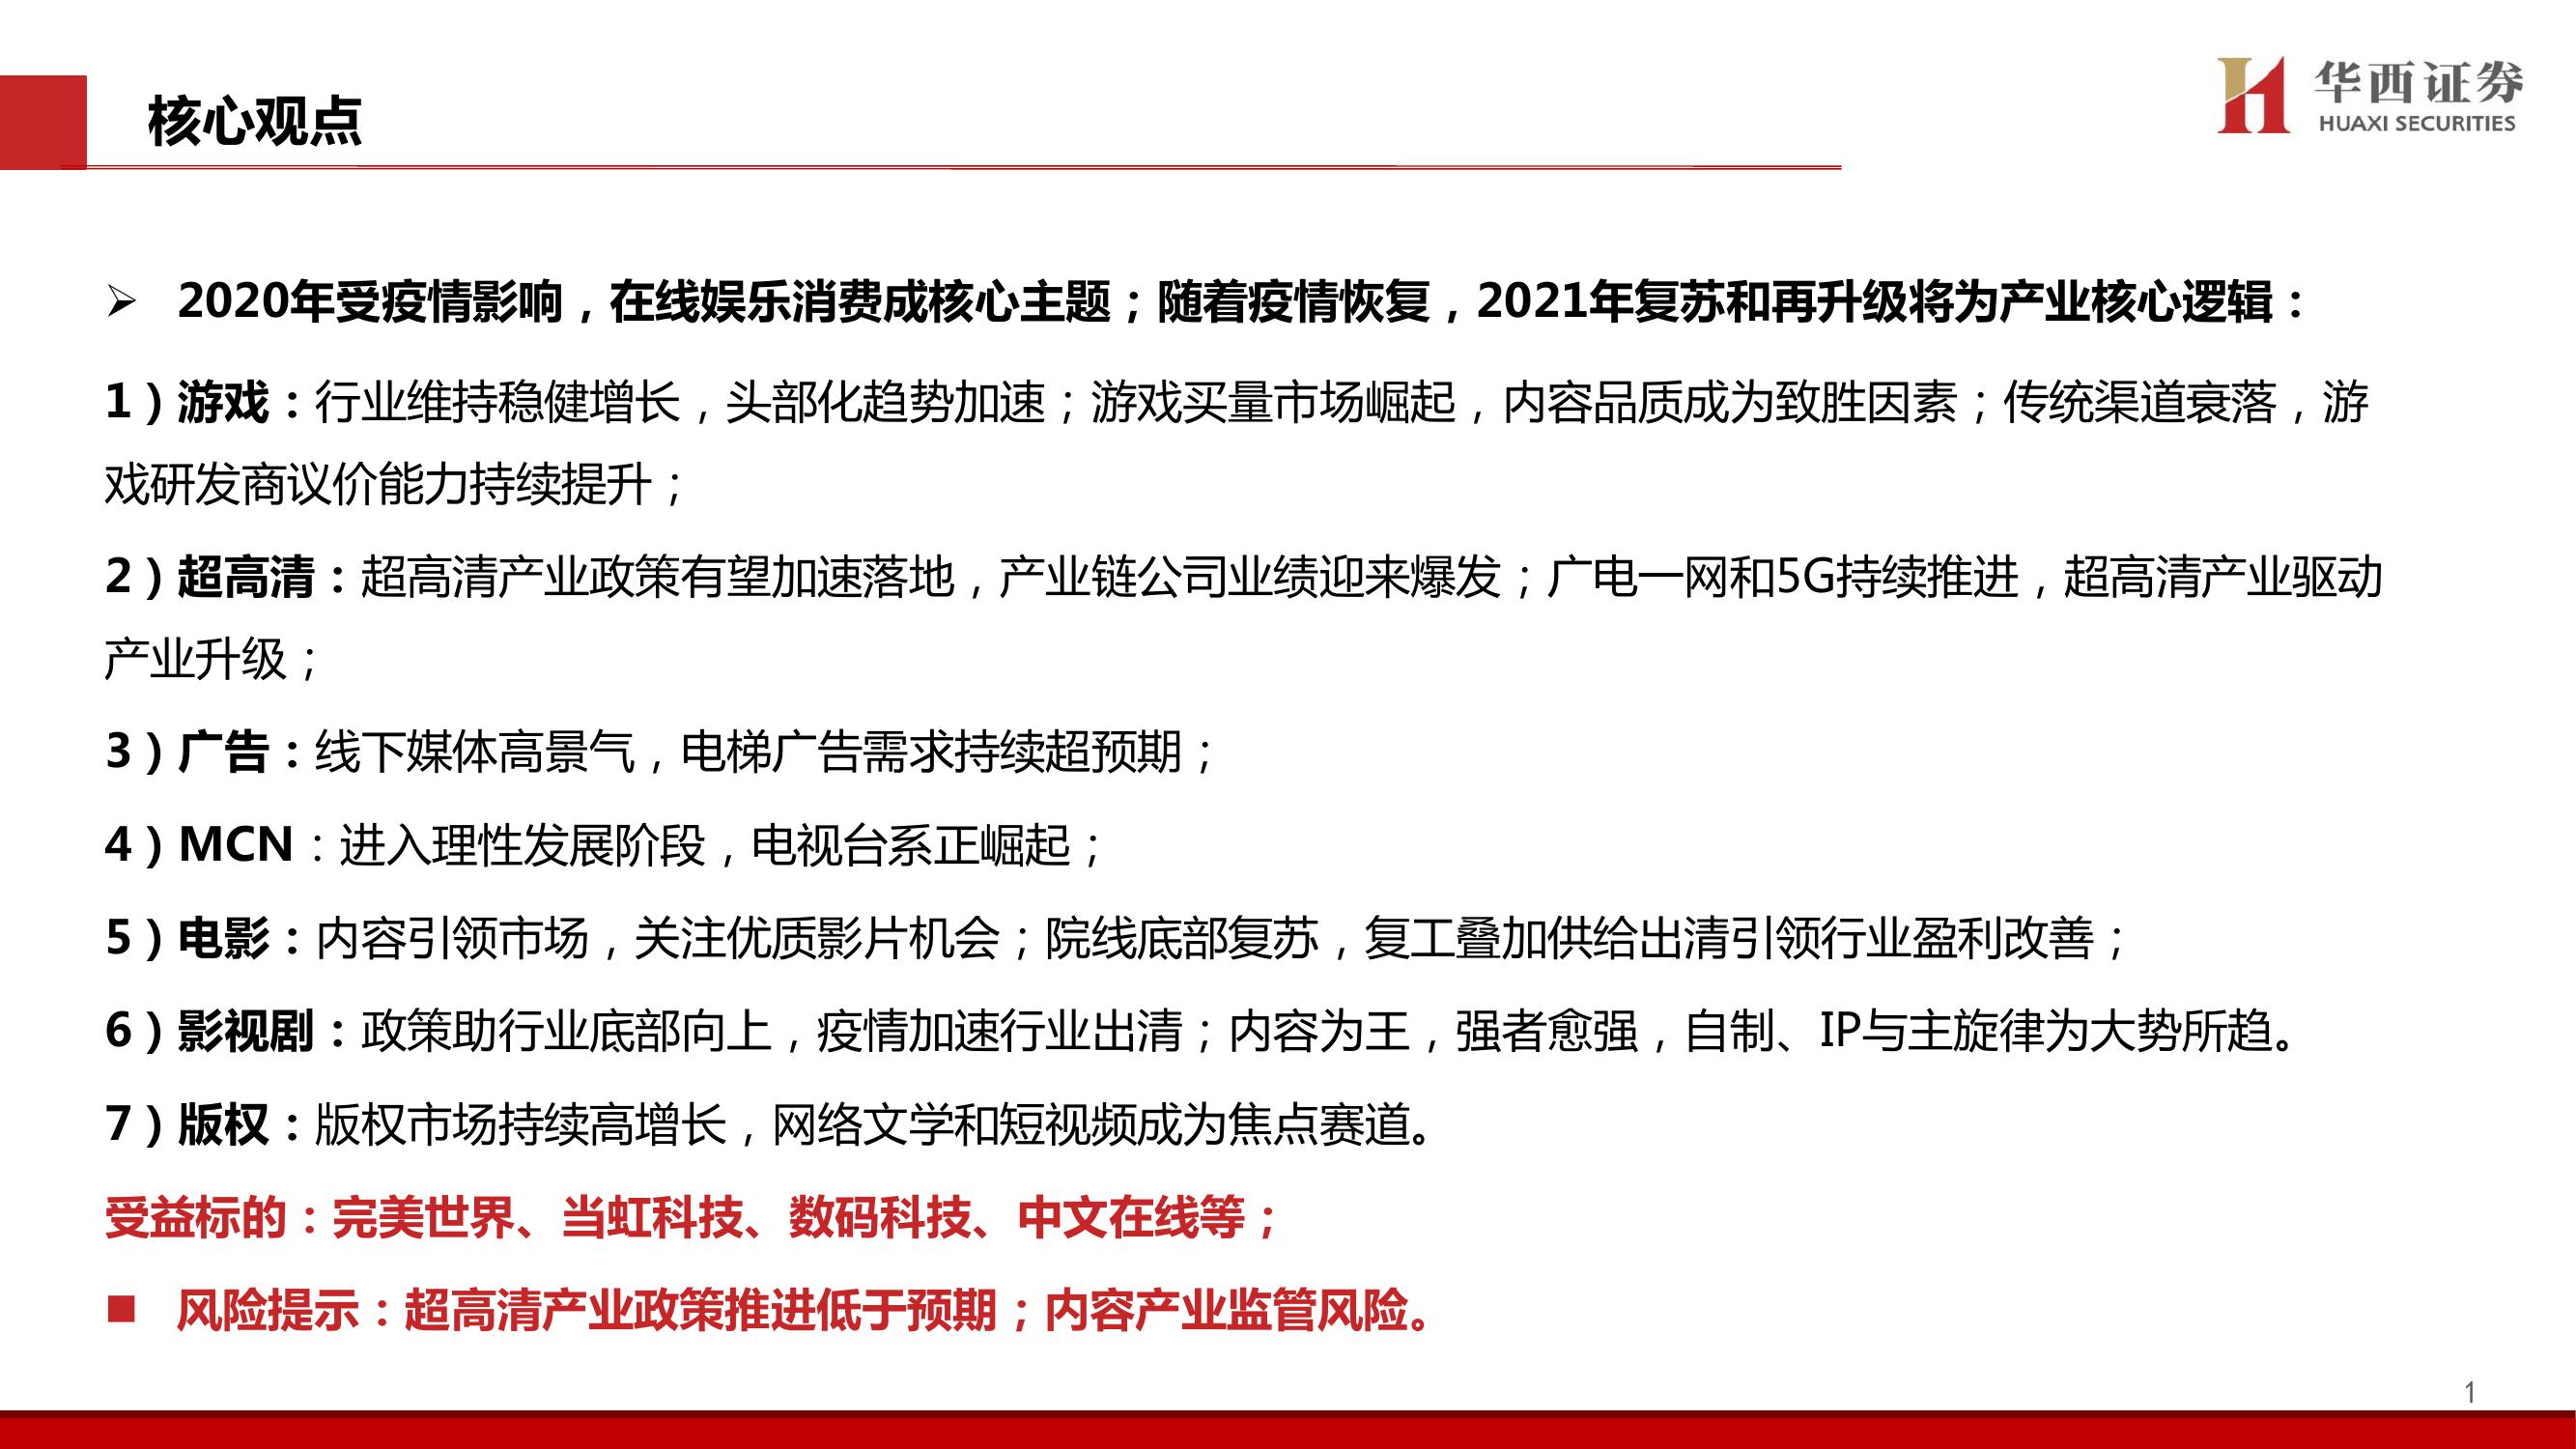 核心观点
华西证券
HUAXI SECURITIES
➢ 2020年受疫情影响，在线娱乐消费成核心主题；随着疫情恢复，2021年复苏和再升级将为产业核心逻辑：
1）游戏：行业维持稳健增长，头部化趋势加速；游戏买量市场崛起，内容品质成为致胜因素；传统渠道衰落，游
戏研发商议价能力持续提升；
2）超高清：超高清产业政策有望加速落地，产业链公司业绩迎来爆发；广电一网和5G持续推进，超高清产业驱动
产业升级；
3）广告：线下媒体高景气，电梯广告需求持续超预期；
4）MCN：进入理性发展阶段，电视台系正崛起；
5）电影：内容引领市场，关注优质影片机会；院线底部复苏，复工叠加供给出清引领行业盈利改善；
6）影视剧：政策助行业底部向上，疫情加速行业出清；内容为王，强者愈强，自制、IP与主旋律为大势所趋。
7）版权：版权市场持续高增长，网络文学和短视频成为焦点赛道。
受益标的：完美世界、当虹科技、数码科技、中文在线等；
■ 风险提示：超高清产业政策推进低于预期；内容产业监管风险。
1